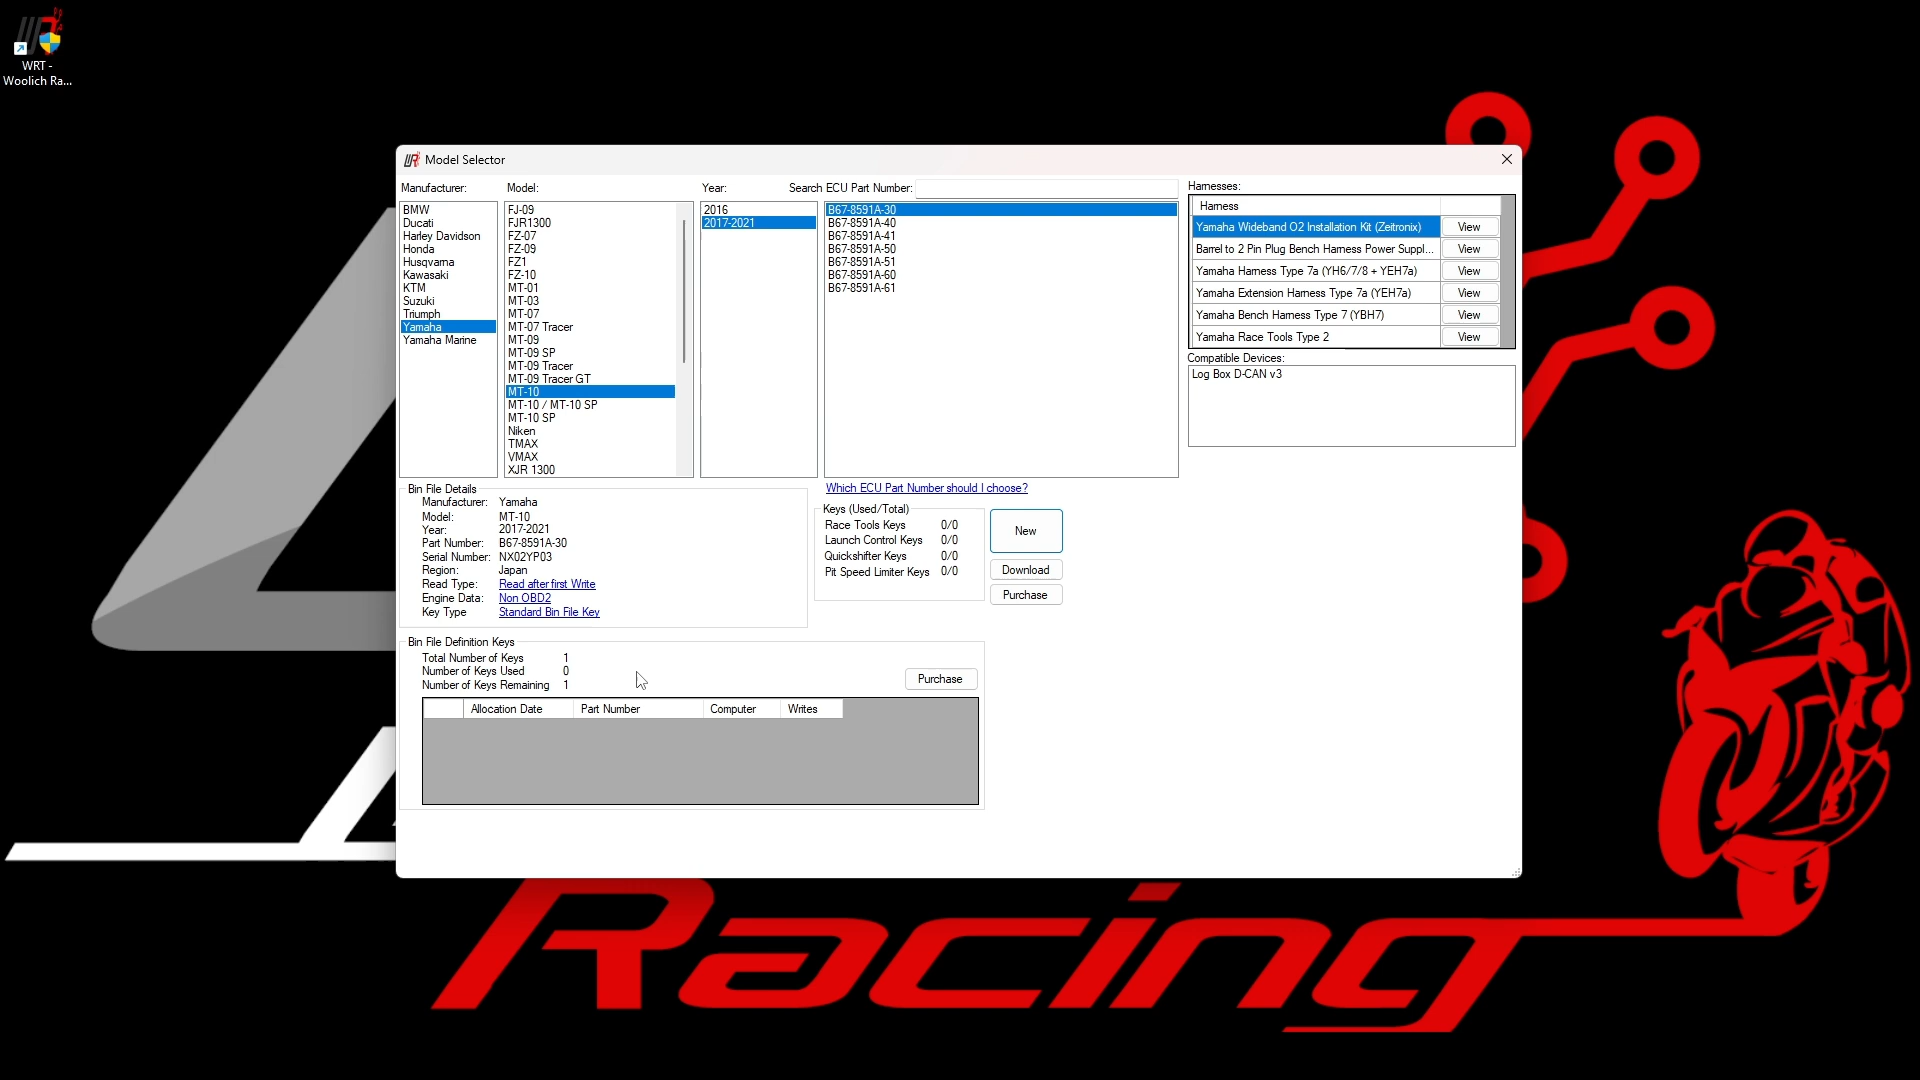 WRT -
Woolich Ra...
Model Selector
Manufacturer:
BMW
Ducati
Harley Davidson
Honda
Husqvarna
Kawasaki
KTM
Suzuki
Triumph
Yamaha
Yamaha Marine
Model:
FJ-09
FJR1300
FZ-07
FZ-09
FZ1
FZ-10
MT-01
MT-03
MT-07
MT-07 Tracer
MT-09
MT-09 SP
MT-09 Tracer
MT-09 Tracer GT
MT-10
MT-10 / MT-10 SP
MT-10 SP
Niken
TMAX
VMAX
XJR 1300
Year:
2016
2017-2021
Search ECU Part Number:
B67-8591A-30
B67-8591A-40
B67-8591A-41
B67-8591A-50
B67-8591A-51
B67-8591A-60
B67-8591A-61
Which ECU Part Number should I choose?
Harnesses:
Harness
Yamaha Wideband O2 Installation Kit (Zeitronix) View
Barrel to 2 Pin Plug Bench Harness Power Suppl... View
Yamaha Harness Type 7a (YH6/7/8 + YEH7a) View
Yamaha Extension Harness Type 7a (YEH7a) View
Yamaha Bench Harness Type 7 (YBH7) View
Yamaha Race Tools Type 2 View
Compatible Devices:
Log Box D-CAN v3
Bin File Details
Manufacturer: Yamaha
Model: MT-10
Year: 2017-2021
Part Number: B67-8591A-30
Serial Number: NX02YP03
Region: Japan
Read Type: Read after first Write
Engine Data: Non OBD2
Key Type Standard Bin File Key
Keys (Used/Total)
Race Tools Keys 0/0
Launch Control Keys 0/0
Quickshifter Keys 0/0
Pit Speed Limiter Keys 0/0
New
Download
Purchase
Bin File Definition Keys
Total Number of Keys 1
Number of Keys Used 0
Number of Keys Remaining 1
Purchase
Allocation Date Part Number Computer Writes
Racing